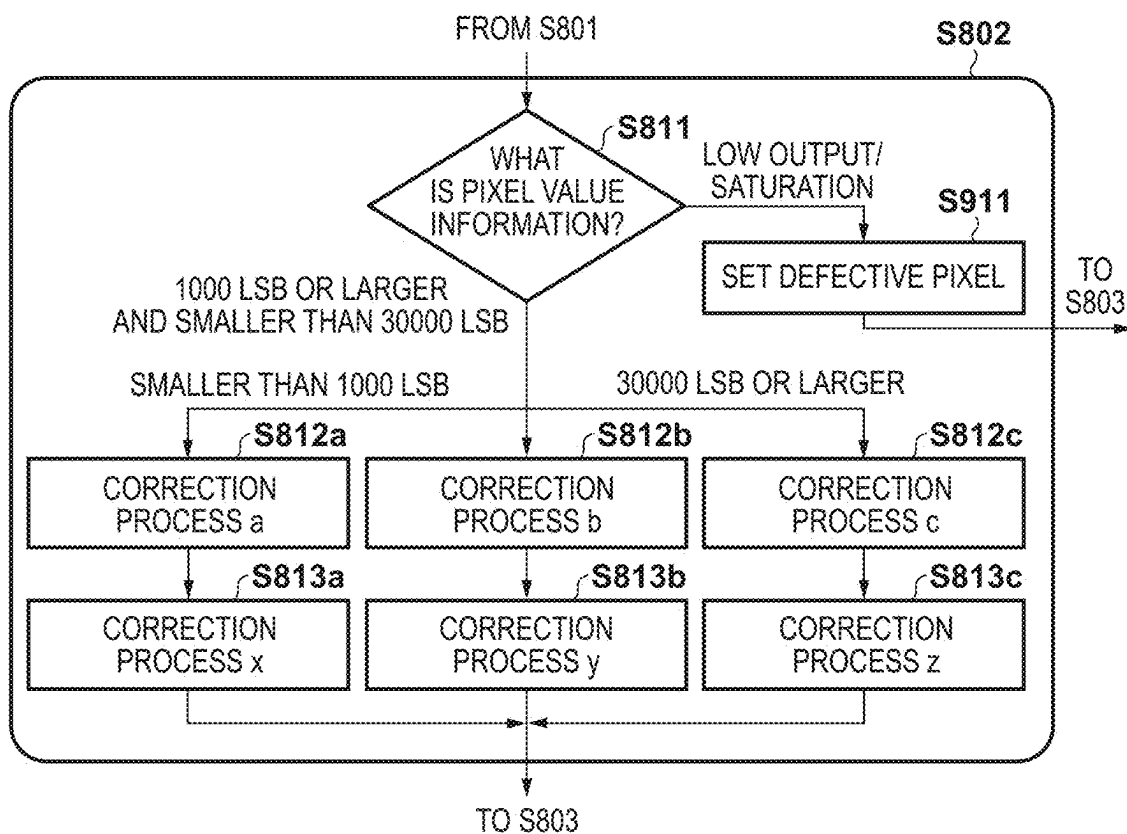 FROM S801
S802
S811
WHAT
IS PIXEL VALUE
INFORMATION?
LOW OUTPUT/
SATURATION
S911
SET DEFECTIVE PIXEL
TO
S803
1000 LSB OR LARGER
AND SMALLER THAN 30000 LSB
SMALLER THAN 1000 LSB
30000 LSB OR LARGER
S812a
S812b
S812c
CORRECTION
PROCESS a
CORRECTION
PROCESS b
CORRECTION
PROCESS c
S813a
S813b
S813c
CORRECTION
PROCESS x
CORRECTION
PROCESS y
CORRECTION
PROCESS z
TO S803